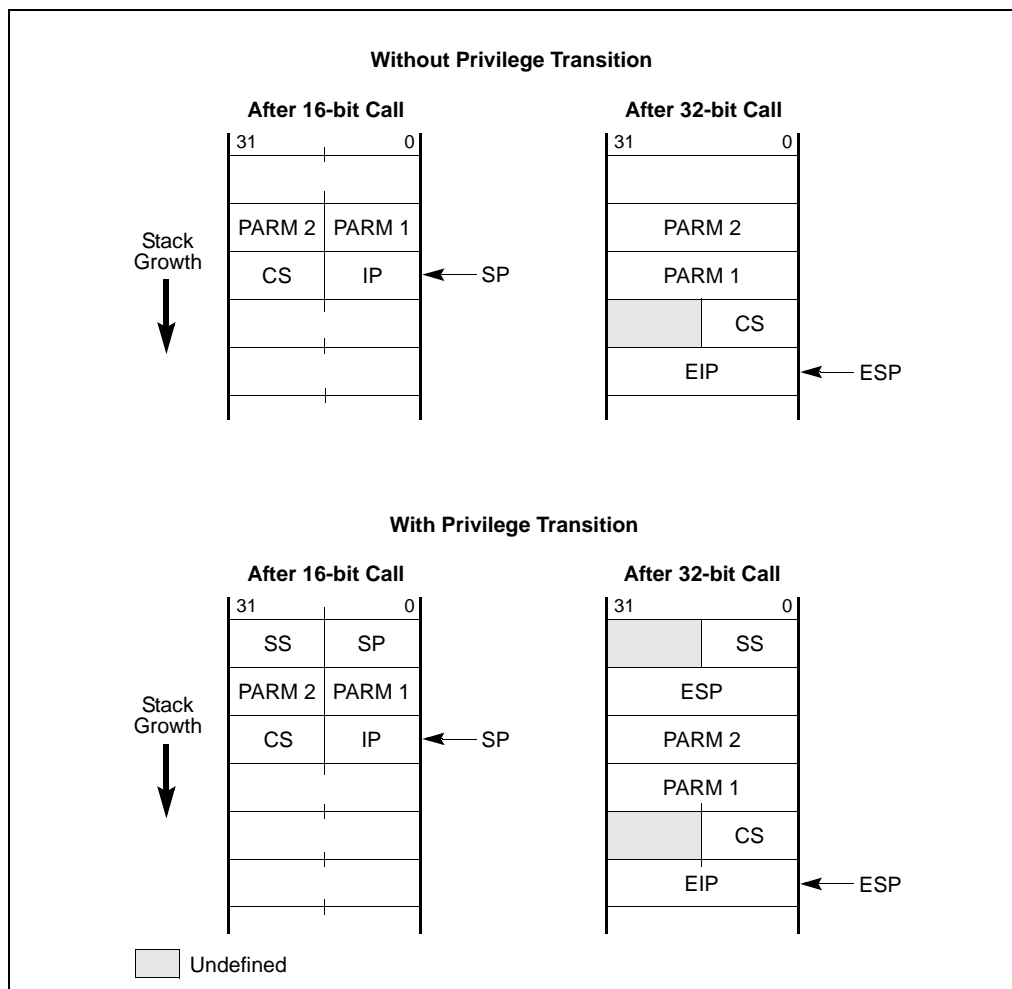 Without Privilege Transition
After 16-bit Call
After 32-bit Call
31 0
31 0
PARM 2 PARM 1
PARM 2
Stack
Growth
CS IP
SP
PARM 1
CS
EIP
ESP
With Privilege Transition
After 16-bit Call
After 32-bit Call
31 0
31 0
SS SP
SS
PARM 2 PARM 1
ESP
Stack
Growth
CS IP
SP
PARM 2
PARM 1
CS
EIP
ESP
Undefined